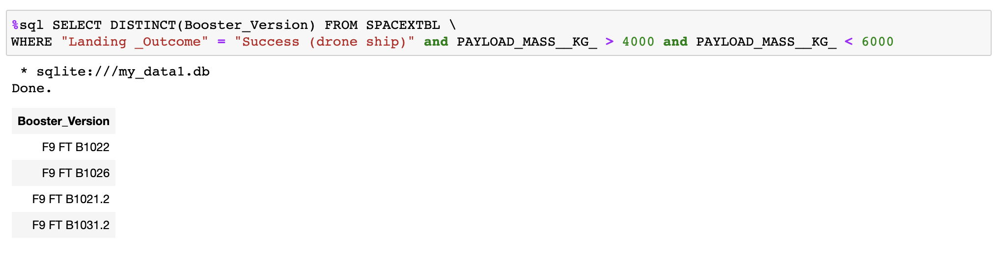 %sql SELECT DISTINCT(Booster_Version) FROM SPACEXTBL \
WHERE "Landing _Outcome" = "Success (drone ship)" and PAYLOAD_MASS__KG_ > 4000 and PAYLOAD_MASS__KG_ < 6000
* sqlite:///my_data1.db
Done.
Booster_Version
F9 FT B1022
F9 FT B1026
F9 FT B1021.2
F9 FT B1031.2